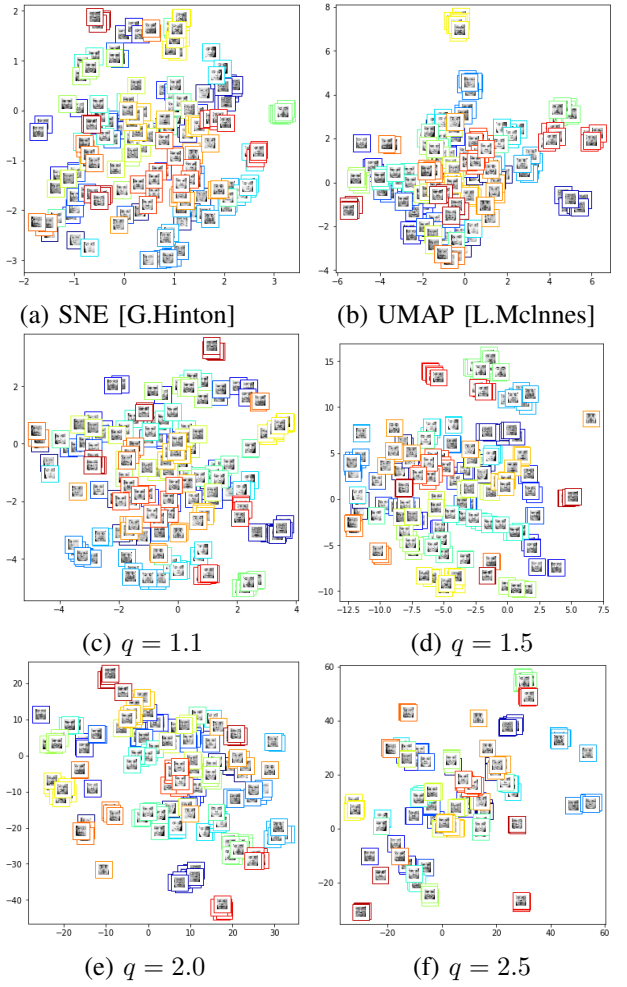 2
1
0
−1
−2
−3
−2 −1 0 1 2 3
(a) SNE [G.Hinton]
8
6
4
2
0
−2
−4
−6 −4 −2 0 2 4 6
(b) UMAP [L.McInnes]
2
0
−2
−4
−4 −2 0 2 4
(c) q = 1.1
15
10
5
0
−5
−10
−12.5 −10.0 −7.5 −5.0 −2.5 0.0 2.5 5.0 7.5
(d) q = 1.5
20
10
0
−10
−20
−30
−40
−20 −10 0 10 20 30
(e) q = 2.0
60
40
20
0
−20
−20 0 20 40 60
(f) q = 2.5